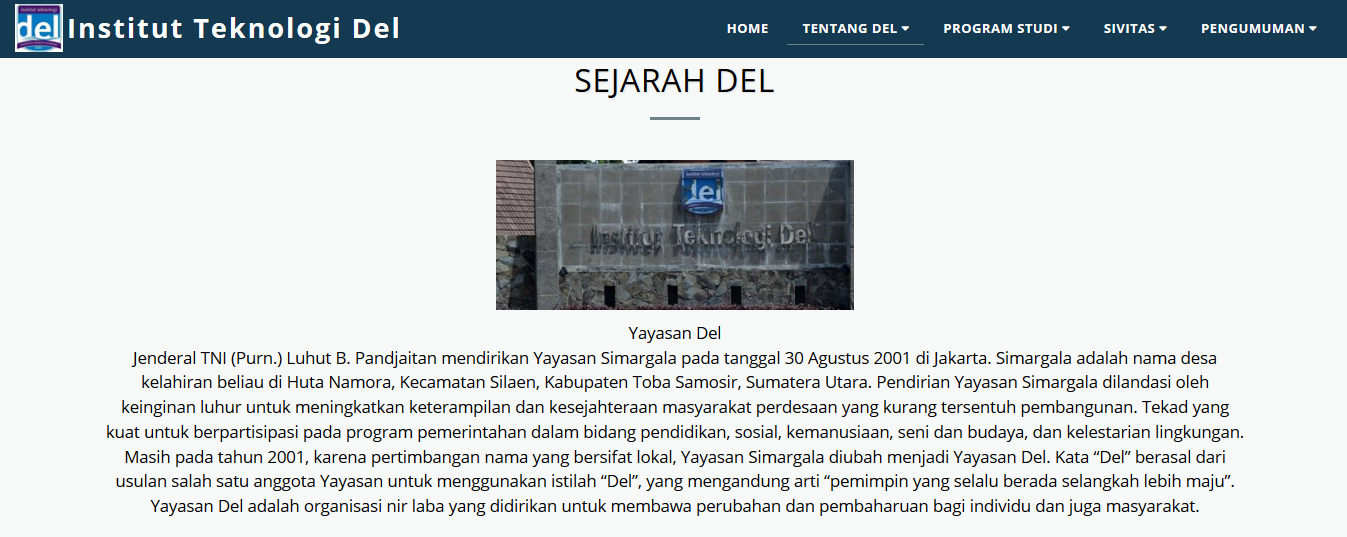 institut teknologi
del
Institut Teknologi Del
HOME
TENTANG DEL
PROGRAM STUDI
SIVITAS
PENGUMUMAN
SEJARAH DEL
institut teknologi
del
Institut Teknologi Del
Yayasan Del
Jenderal TNI (Purn.) Luhut B. Pandjaitan mendirikan Yayasan Simargala pada tanggal 30 Agustus 2001 di Jakarta. Simargala adalah nama desa
kelahiran beliau di Huta Namora, Kecamatan Silaen, Kabupaten Toba Samosir, Sumatera Utara. Pendirian Yayasan Simargala dilandasi oleh
keinginan luhur untuk meningkatkan keterampilan dan kesejahteraan masyarakat perdesaan yang kurang tersentuh pembangunan. Tekad yang
kuat untuk berpartisipasi pada program pemerintahan dalam bidang pendidikan, sosial, kemanusiaan, seni dan budaya, dan kelestarian lingkungan.
Masih pada tahun 2001, karena pertimbangan nama yang bersifat lokal, Yayasan Simargala diubah menjadi Yayasan Del. Kata “Del” berasal dari
usulan salah satu anggota Yayasan untuk menggunakan istilah “Del”, yang mengandung arti “pemimpin yang selalu berada selangkah lebih maju”.
Yayasan Del adalah organisasi nir laba yang didirikan untuk membawa perubahan dan pembaharuan bagi individu dan juga masyarakat.